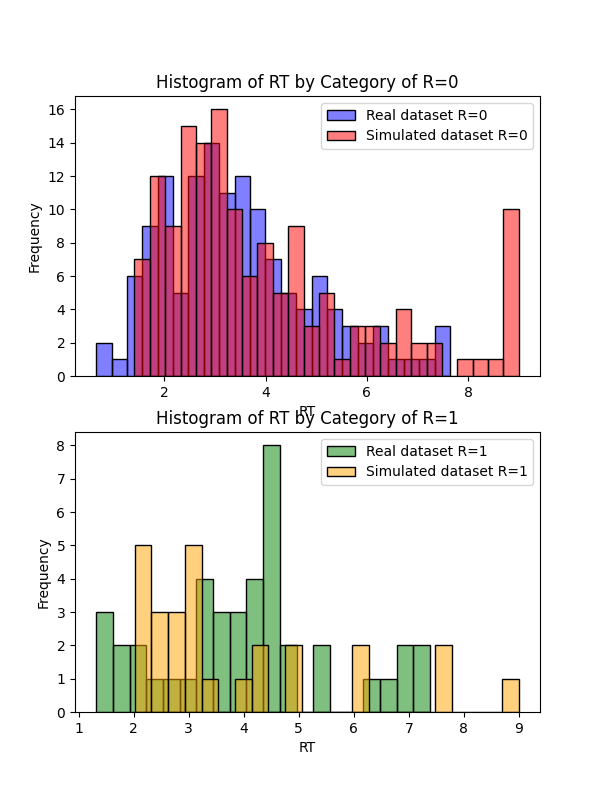 Histogram of RT by Category of R=0
Real dataset R=0
Simulated dataset R=0
Frequency
16
14
12
10
8
6
4
2
0
2 4 6 8
RT
Histogram of RT by Category of R=1
Real dataset R=1
Simulated dataset R=1
Frequency
8
7
6
5
4
3
2
1
0
1 2 3 4 5 6 7 8 9
RT